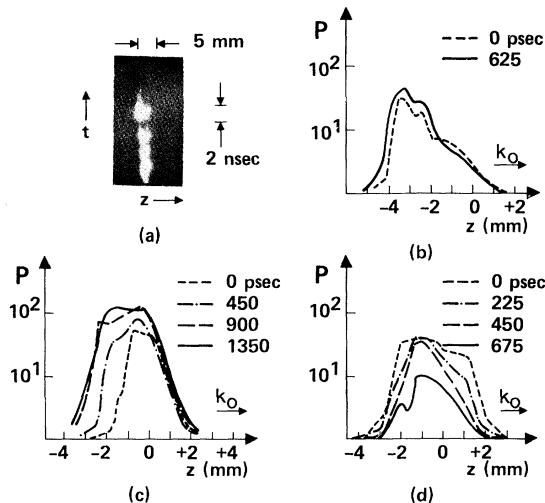 5 mm
t
2 nsec
z
(a)
P
0 psec
625
10²
10¹
k₀
−4 −2 0 +2
z (mm)
(b)
P
0 psec
450
900
1350
10²
10¹
k₀
−4 −2 0 +2 +4
z (mm)
(c)
P
0 psec
225
450
675
10²
10¹
k₀
−4 −2 0 +2
z (mm)
(d)